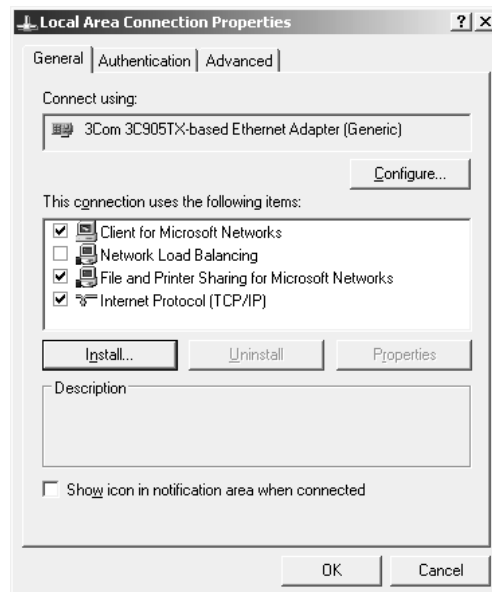 Local Area Connection Properties
General Authentication Advanced
Connect using:
3Com 3C905TX-based Ethernet Adapter (Generic)
Configure...
This connection uses the following items:
Client for Microsoft Networks
Network Load Balancing
File and Printer Sharing for Microsoft Networks
Internet Protocol (TCP/IP)
Install... Uninstall Properties
Description
Show icon in notification area when connected
OK Cancel